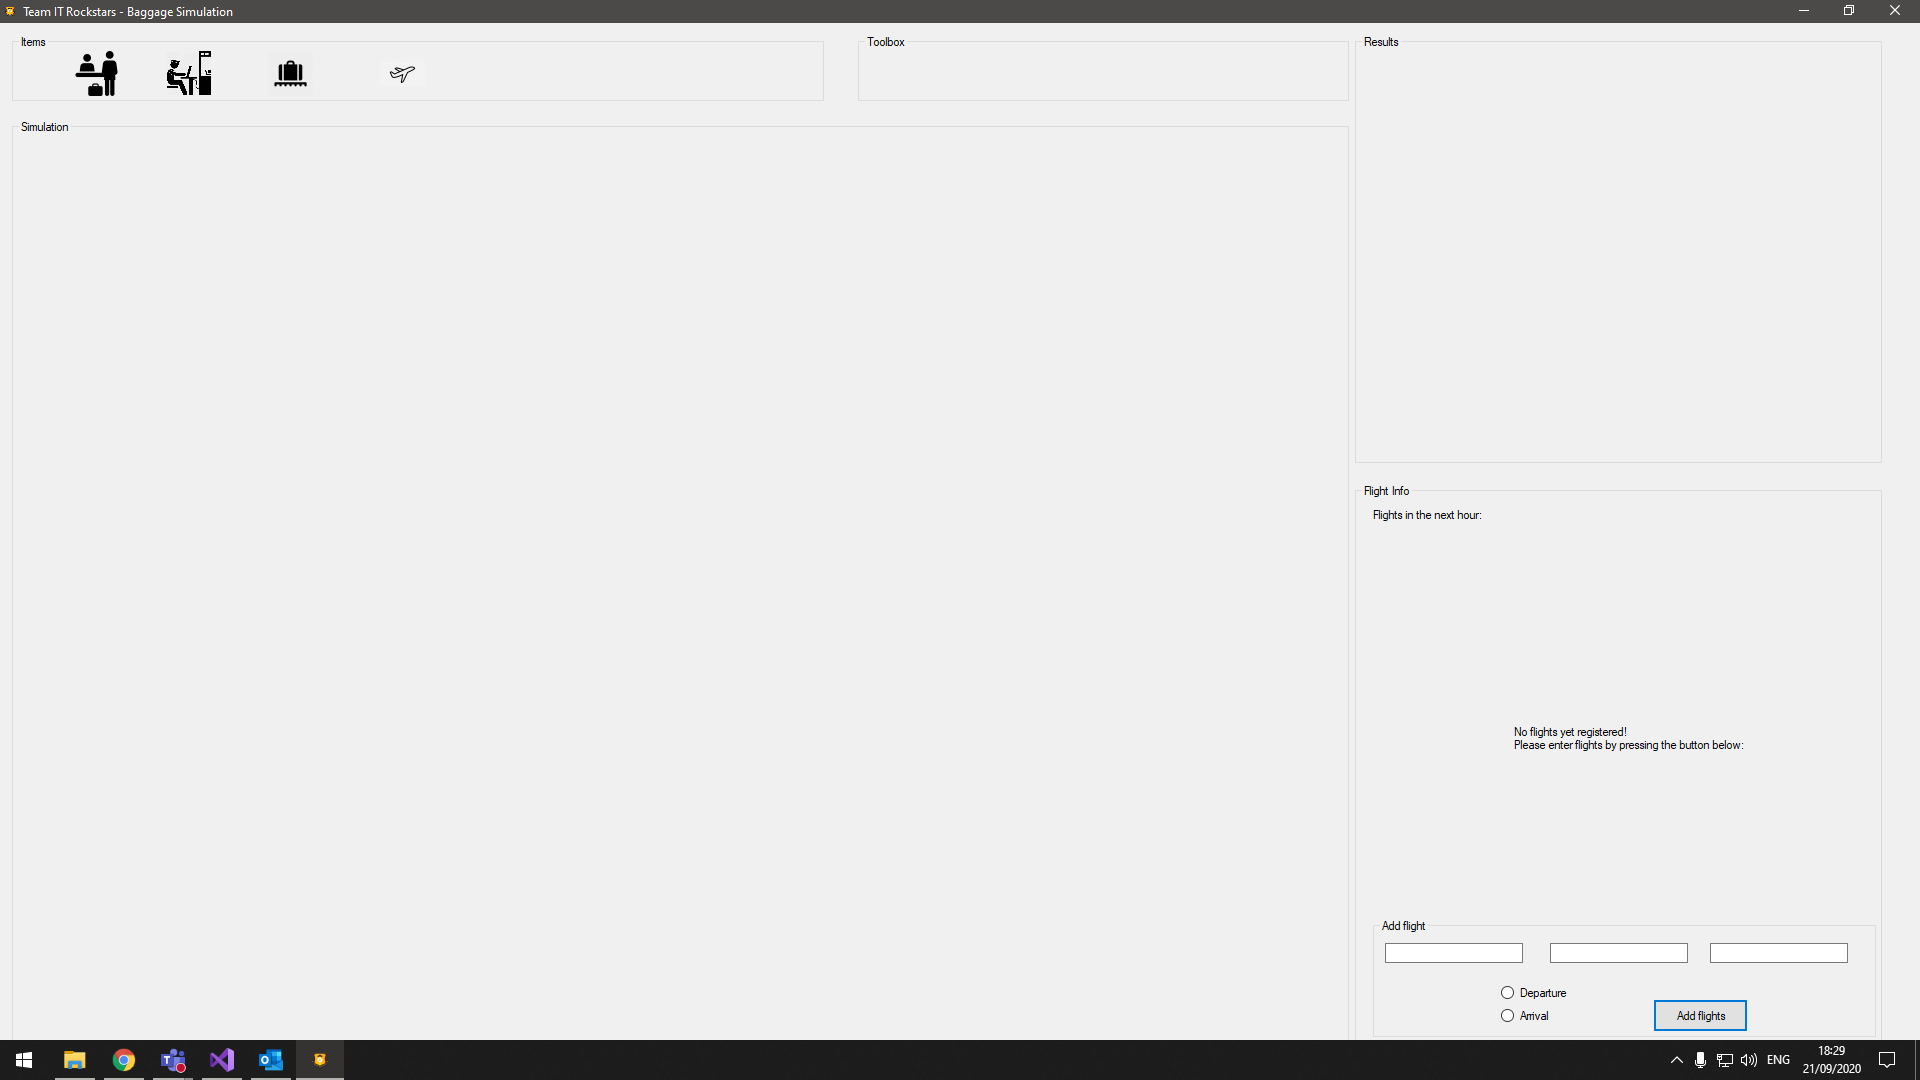 Team IT Rockstars - Baggage Simulation
Items
Toolbox
Results
Simulation
Flight Info
Flights in the next hour:
No flights yet registered!
Please enter flights by pressing the button below:
Add flight
Departure
Arrival
Add flights
ENG
18:29
21/09/2020